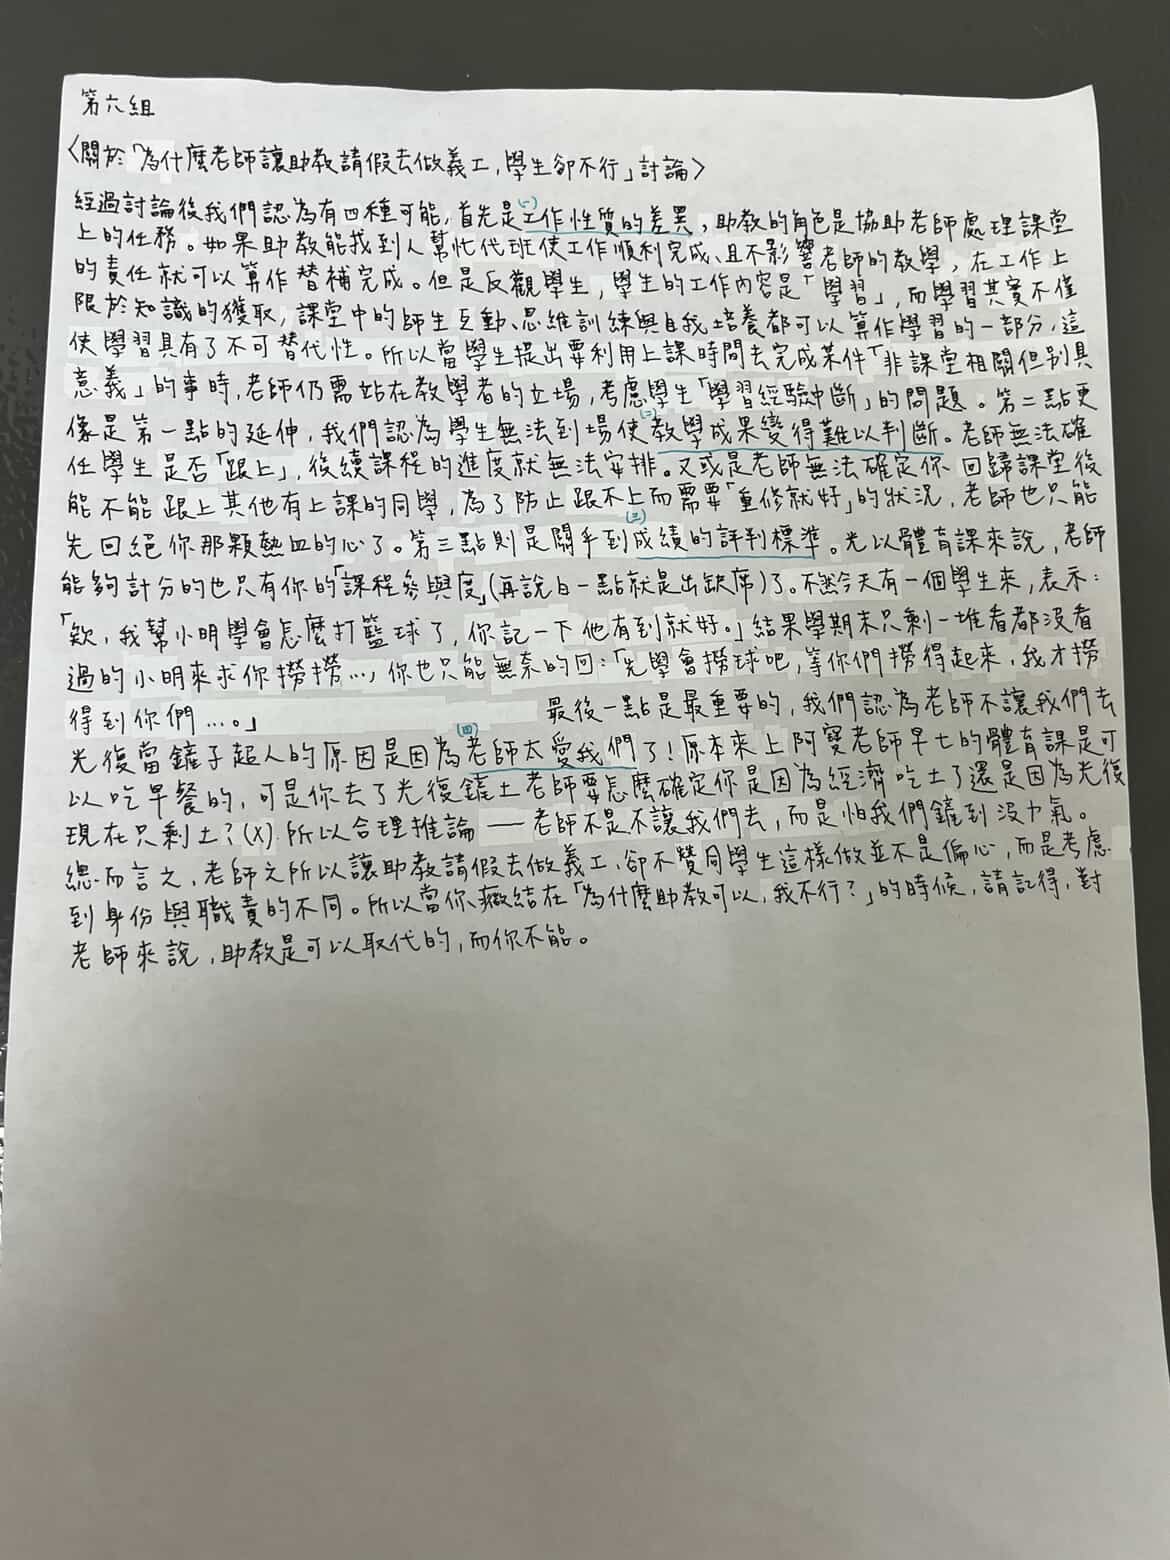 第六組
〈關於「為什麼老師讓助教請假去做義工，學生卻不行」討論〉
經過討論後我們認為有四種可能，首先是(一)工作性質的差異，助教的角色是協助老師處理課堂
上的任務。如果助教能找到人幫忙代班使工作順利完成、且不影響老師的教學，在工作上
的責任就可以算作替補完成。但是反觀學生，學生的工作內容是「學習」，而學習其實不僅
限於知識的獲取，課堂中的師生互動、思維訓練與自我培養都可以算作學習的一部分，這
使學習具有了不可替代性。所以當學生提出要利用上課時間去完成某件「非課堂相關但別具
意義」的事時，老師仍需站在教學者的立場，考慮學生「學習經驗中斷」的問題。第二點更
像是第一點的延伸，我們認為學生無法到場使(二)教學成果變得難以判斷。老師無法確
任學生是否「跟上」，後續課程的進度就無法安排。又或是老師無法確定你 回歸課堂後
能不能跟上其他有上課的同學，為了防止跟不上而需要「重修就好」的狀況，老師也只能
先回絕你那顆熱血的心了。第三點則是關乎到(三)成績的評判標準。光以體育課來說，老師
能夠計分的也只有你的「課程參與度」(再說白一點就是出缺席)了。不然今天有一個學生來，表示：
「欸，我幫小明學會怎麼打籃球了，你記一下他有到就好。」結果學期末只剩一堆看都沒看
過的小明來求你撈撈…，你也只能無奈的回：「先學會撈球吧，等你們撈得起來，我才撈
得到你們…。」 最後一點是最重要的，我們認為老師不讓我們去
光復當鏟子超人的原因是因為(四)老師太愛我們了！原本來上阿寶老師早七的體育課是可
以吃早餐的，可是你去了光復鏟土老師要怎麼確定你是因為經濟吃土了還是因為光復
現在只剩土？(X) 所以合理推論——老師不是不讓我們去，而是怕我們鏟到沒力氣。
總而言之，老師之所以讓助教請假去做義工，卻不贊同學生這樣做並不是偏心，而是考慮
到身份與職責的不同。所以當你癥結在「為什麼助教可以，我不行？」的時候，請記得，對
老師來說，助教是可以取代的，而你不能。